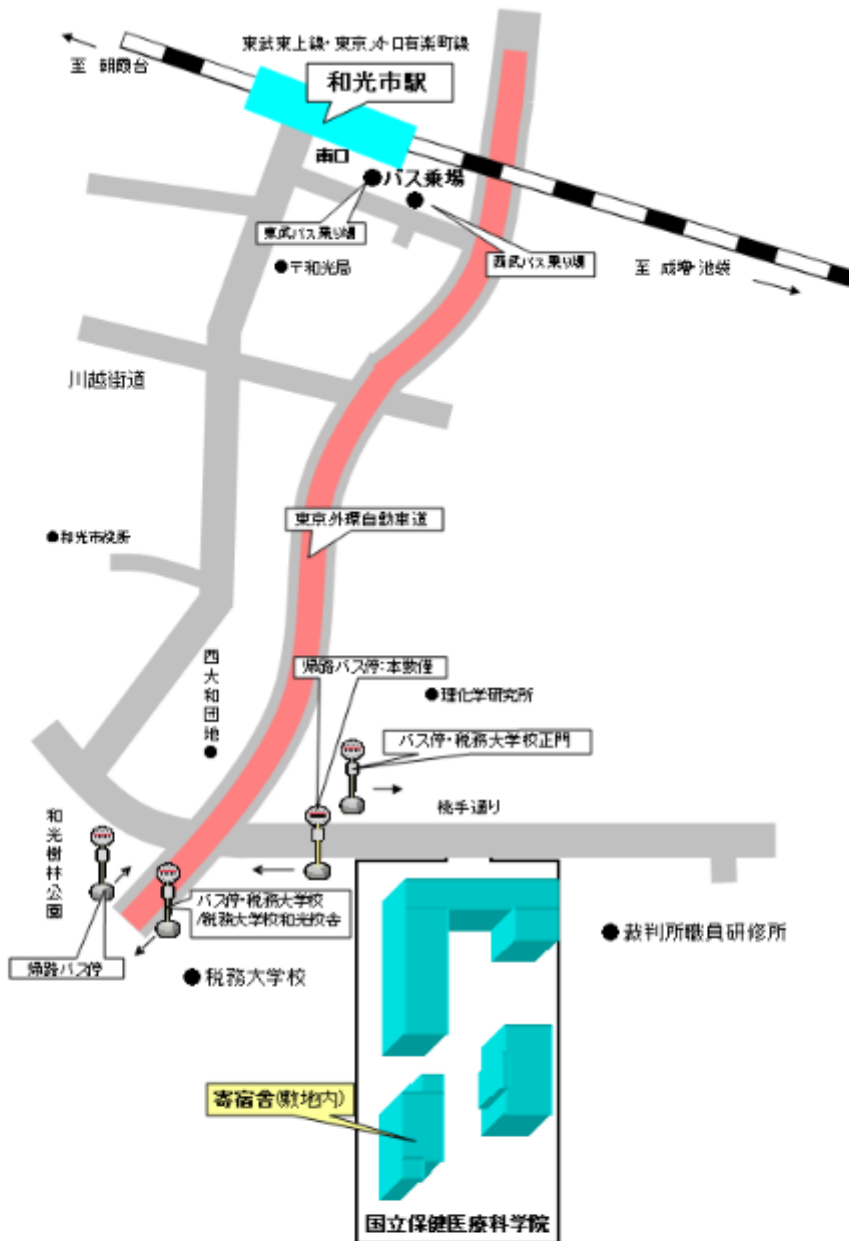 東武東上線・東京メトロ有楽町線
至 朝霞台
和光市駅
南口
バス乗場
東武バス乗り場
西武バス乗り場
〒和光局
至 成増・池袋
川越街道
東京外環自動車道
和光市役所
西大和団地
帰路バス停:本数僅
理化学研究所
バス停・税務大学校正門
桃手通り
和光樹林公園
バス停・税務大学校
/税務大学校和光校舎
帰路バス停
税務大学校
裁判所職員研修所
寄宿舎(敷地内)
国立保健医療科学院